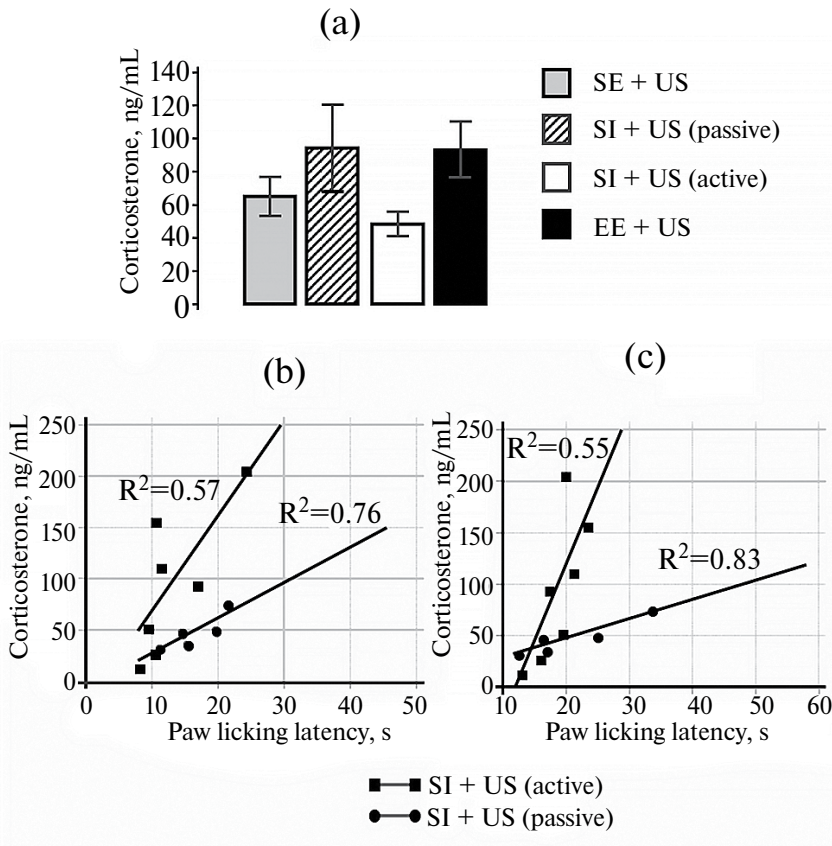 (a)
Corticosterone, ng/mL
140
120
100
80
60
40
20
0
SE + US
SI + US (passive)
SI + US (active)
EE + US
(b)
Corticosterone, ng/mL
250
200
150
100
50
0
R²=0.57
R²=0.76
0 10 20 30 40 50
Paw licking latency, s
(c)
Corticosterone, ng/mL
250
200
150
100
50
0
R²=0.55
R²=0.83
10 20 30 40 50 60
Paw licking latency, s
SI + US (active)
SI + US (passive)